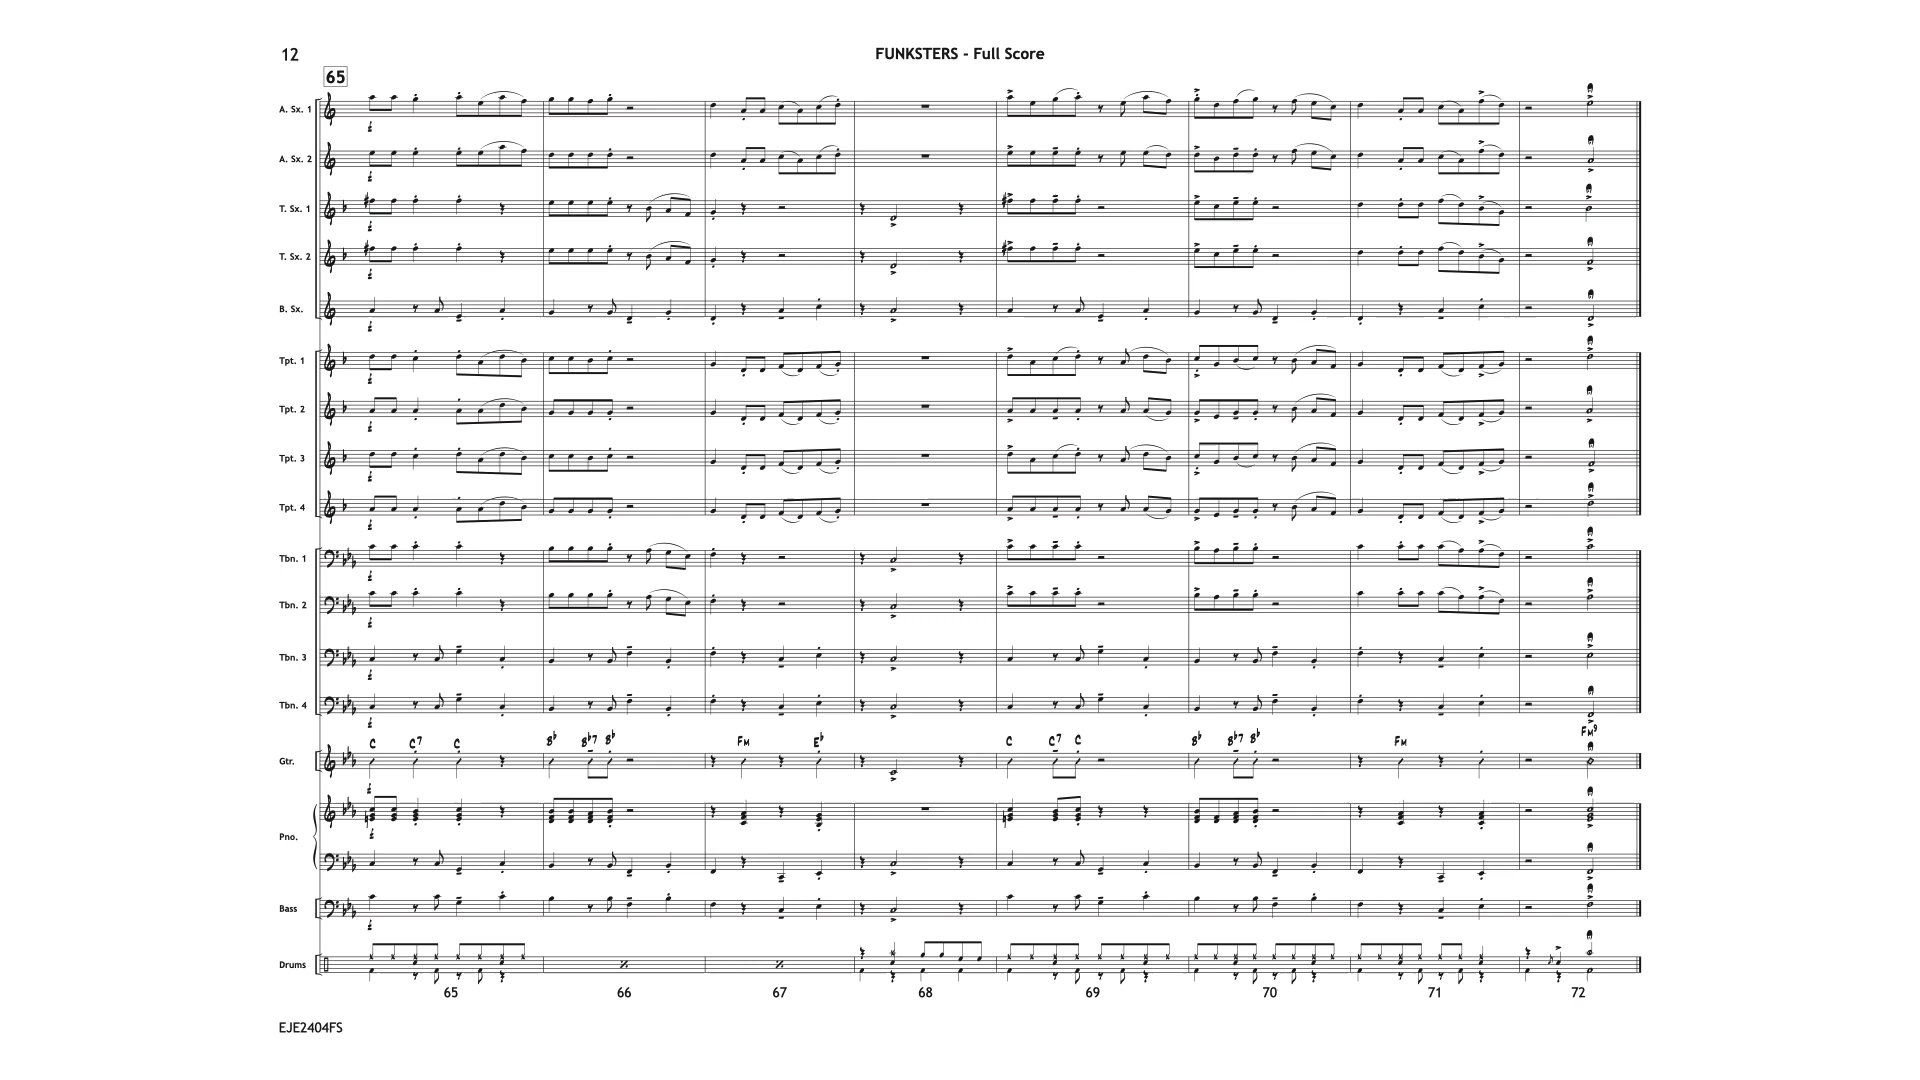 12
FUNKSTERS - Full Score
65
A. Sx. 1
f
A. Sx. 2
f
T. Sx. 1
f
T. Sx. 2
f
B. Sx.
f
Tpt. 1
f
Tpt. 2
f
Tpt. 3
f
Tpt. 4
f
Tbn. 1
f
Tbn. 2
f
Tbn. 3
f
Tbn. 4
f
C C7 C B♭ B♭7 B♭ FM E♭ C C7 C B♭ B♭7 B♭ FM FM9
Gtr.
f
Pno.
f
Bass
f
Drums
65 66 67 68 69 70 71 72
EJE2404FS